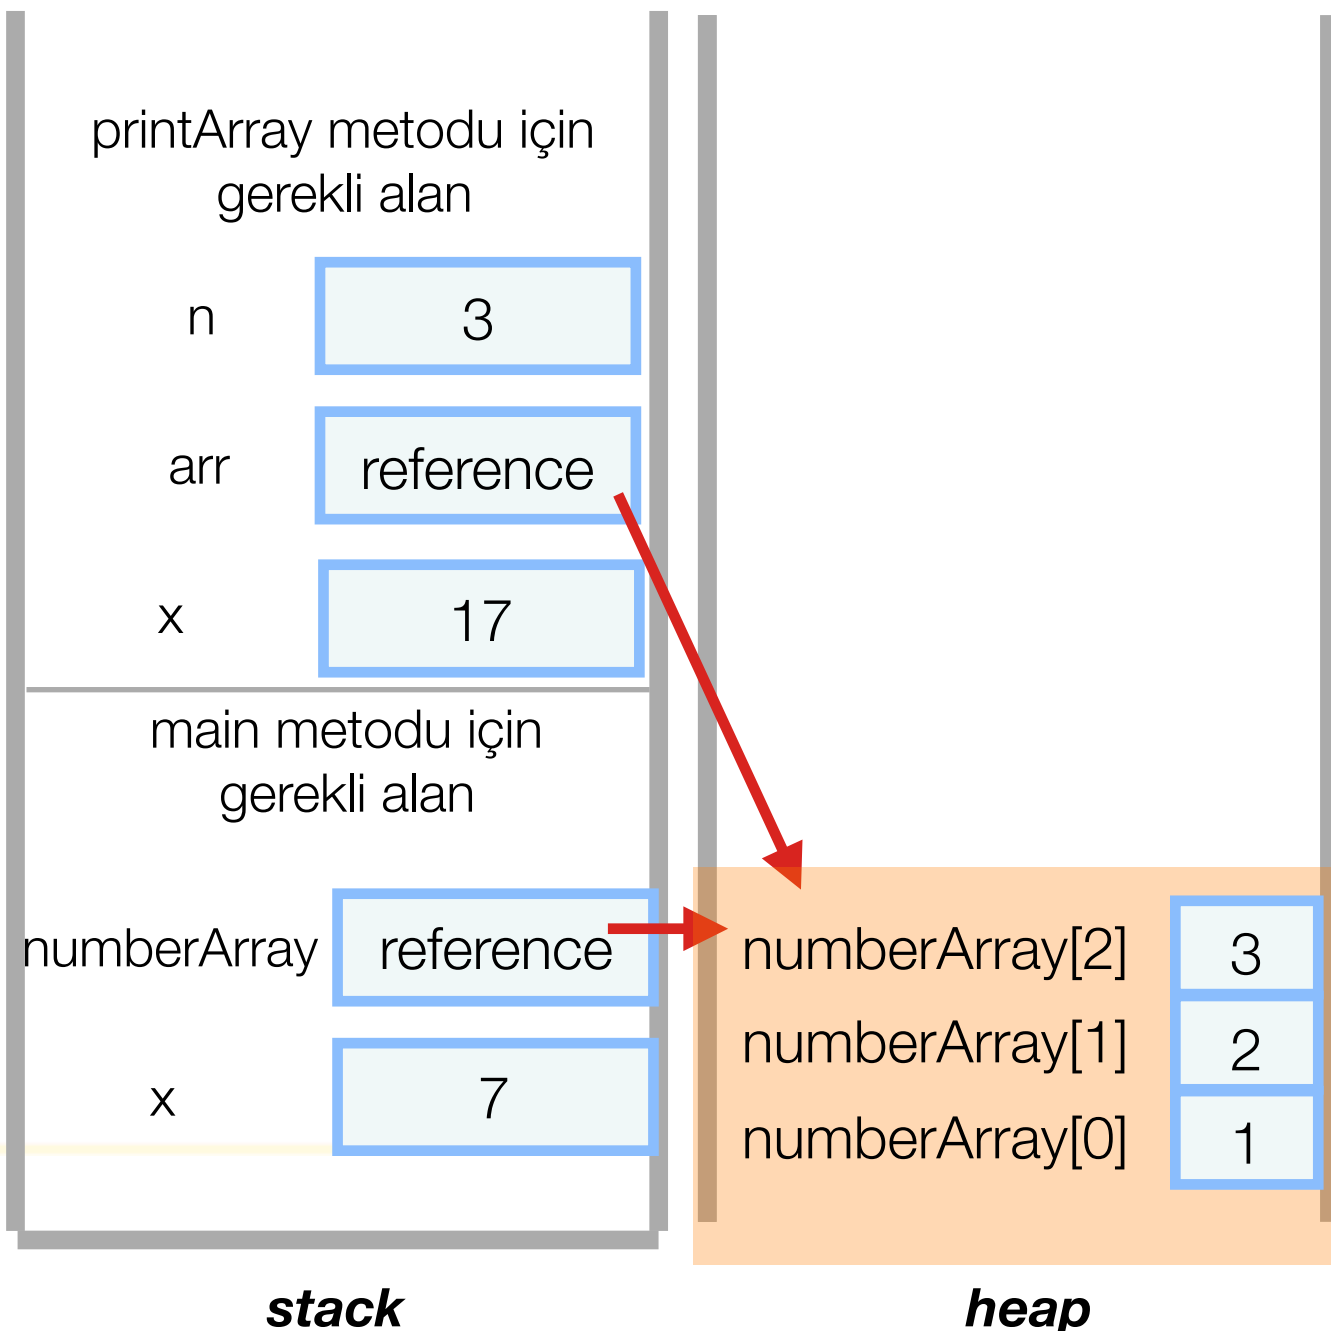 printArray metodu için
gerekli alan
n 3
arr reference
x 17
main metodu için
gerekli alan
numberArray reference
x 7
numberArray[2] 3
numberArray[1] 2
numberArray[0] 1
stack
heap